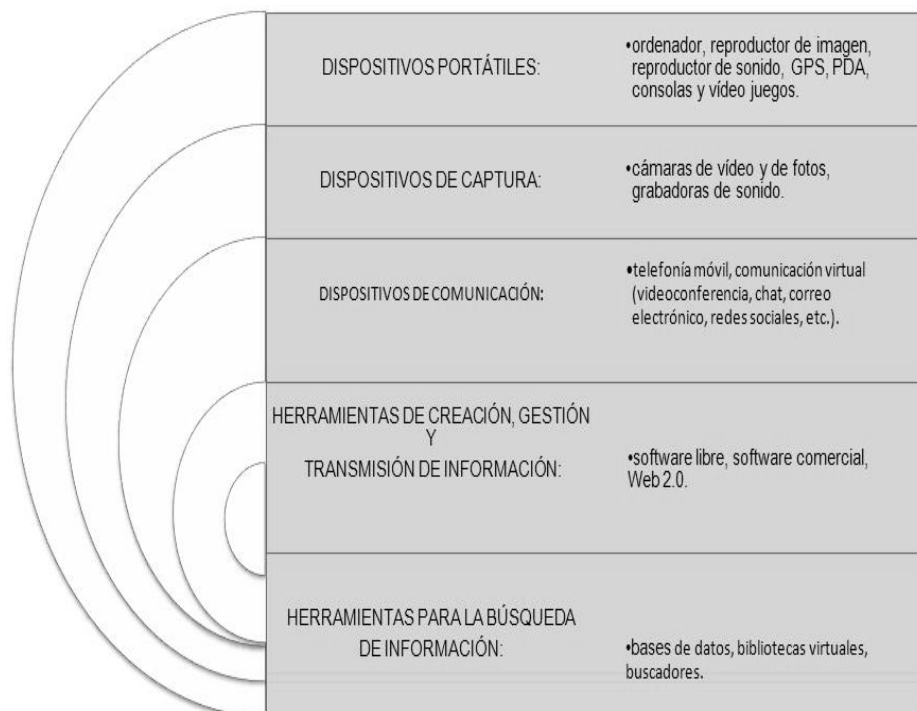 DISPOSITIVOS PORTÁTILES:
•ordenador, reproductor de imagen,
reproductor de sonido, GPS, PDA,
consolas y vídeo juegos.
DISPOSITIVOS DE CAPTURA:
•cámaras de vídeo y de fotos,
grabadoras de sonido.
DISPOSITIVOS DE COMUNICACIÓN:
•telefonía móvil, comunicación virtual
(videoconferencia, chat, correo
electrónico, redes sociales, etc.).
HERRAMIENTAS DE CREACIÓN, GESTIÓN
Y
TRANSMISIÓN DE INFORMACIÓN:
•software libre, software comercial,
Web 2.0.
HERRAMIENTAS PARA LA BÚSQUEDA
DE INFORMACIÓN:
•bases de datos, bibliotecas virtuales,
buscadores.